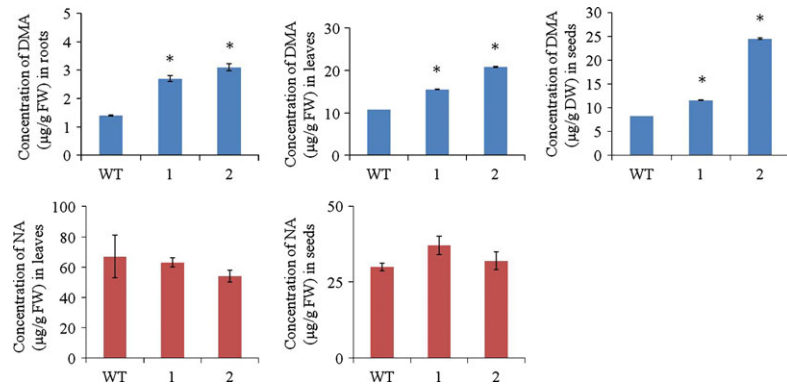 Concentration of DMA
(µg/g FW) in roots
5
4
3
2
1
0
*
*
WT
1
2
Concentration of DMA
(µg/g FW) in leaves
30
20
10
0
*
*
WT
1
2
Concentration of DMA
(µg/g DW) in seeds
30
25
20
15
10
5
0
*
*
WT
1
2
Concentration of NA
(µg/g FW) in leaves
100
80
60
40
20
0
WT
1
2
Concentration of NA
(µg/g FW) in seeds
50
25
0
WT
1
2